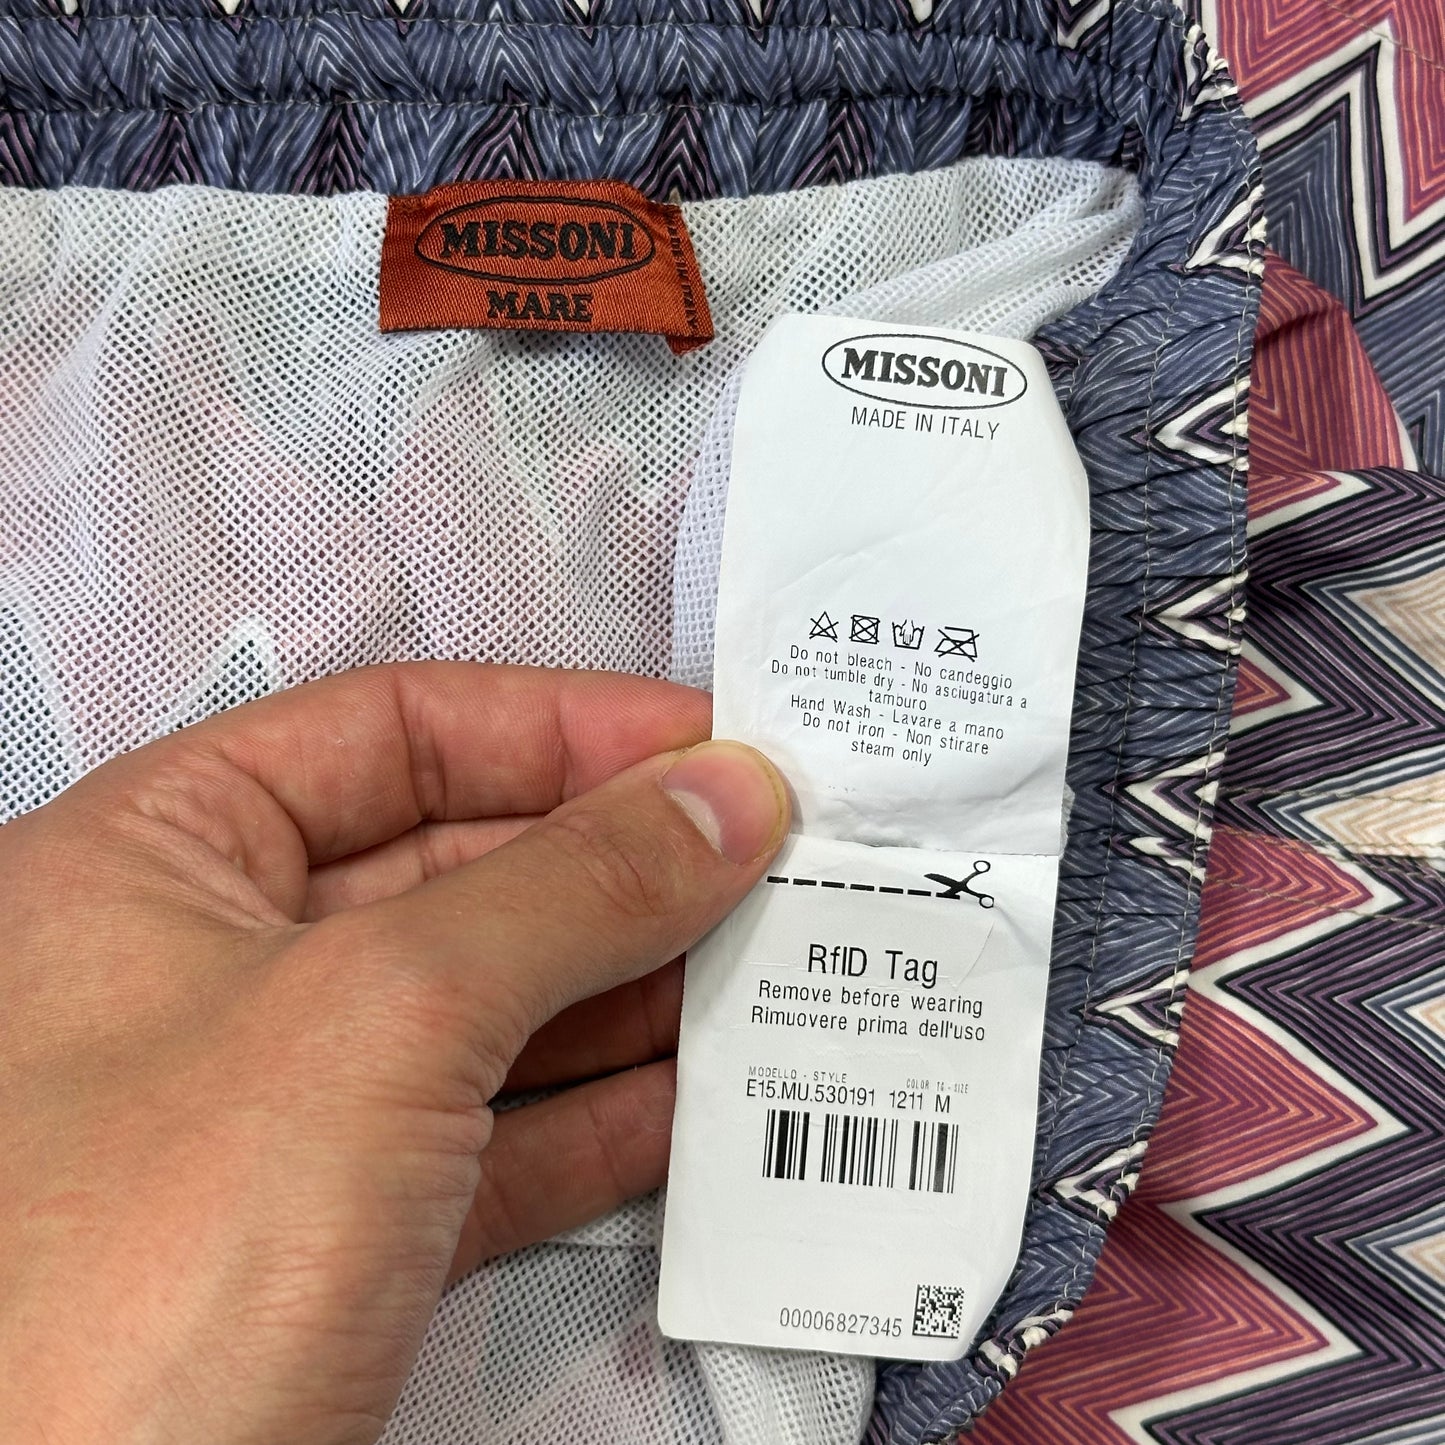 MISSONI
MARE
MISSONI
MADE IN ITALY
Do not bleach - No candeggio
Do not tumble dry - No asciugatura a
tamburo
Hand Wash - Lavare a mano
Do not iron - Non stirare
steam only
RfID Tag
Remove before wearing
Rimuovere prima dell'uso
MODELLO - STYLE COLOR TG - SIZE
E15.MU.530191 1211 M
00006827345